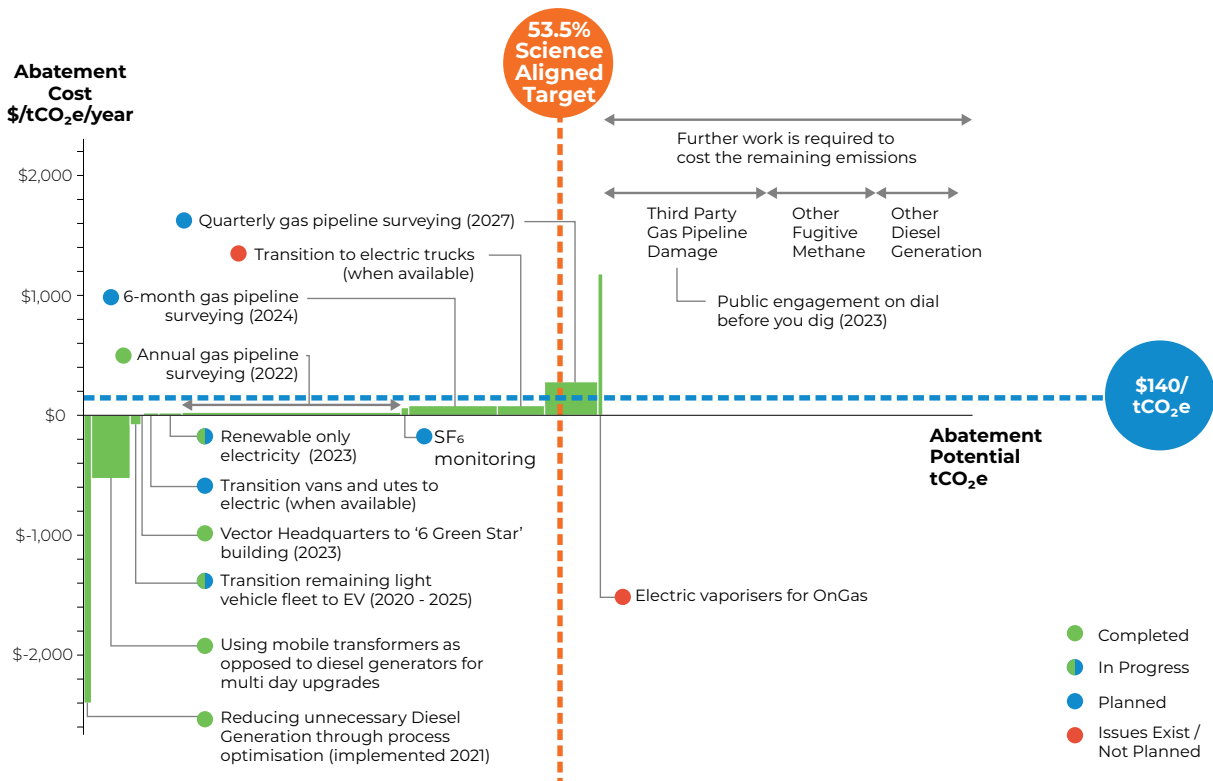 53.5%
Science
Aligned
Target
Abatement
Cost
$/tCO₂e/year
Further work is required to
cost the remaining emissions
$2,000
$1,000
$0
$-1,000
$-2,000
Quarterly gas pipeline surveying (2027)
Transition to electric trucks
(when available)
6-month gas pipeline
surveying (2024)
Annual gas pipeline
surveying (2022)
Third Party
Gas Pipeline
Damage
Other
Fugitive
Methane
Other
Diesel
Generation
Public engagement on dial
before you dig (2023)
$140/
tCO₂e
Renewable only
electricity (2023)
SF₆
monitoring
Abatement
Potential
tCO₂e
Transition vans and utes to
electric (when available)
Vector Headquarters to ‘6 Green Star’
building (2023)
Transition remaining light
vehicle fleet to EV (2020 - 2025)
Electric vaporisers for OnGas
Using mobile transformers as
opposed to diesel generators for
multi day upgrades
Reducing unnecessary Diesel
Generation through process
optimisation (implemented 2021)
Completed
In Progress
Planned
Issues Exist /
Not Planned